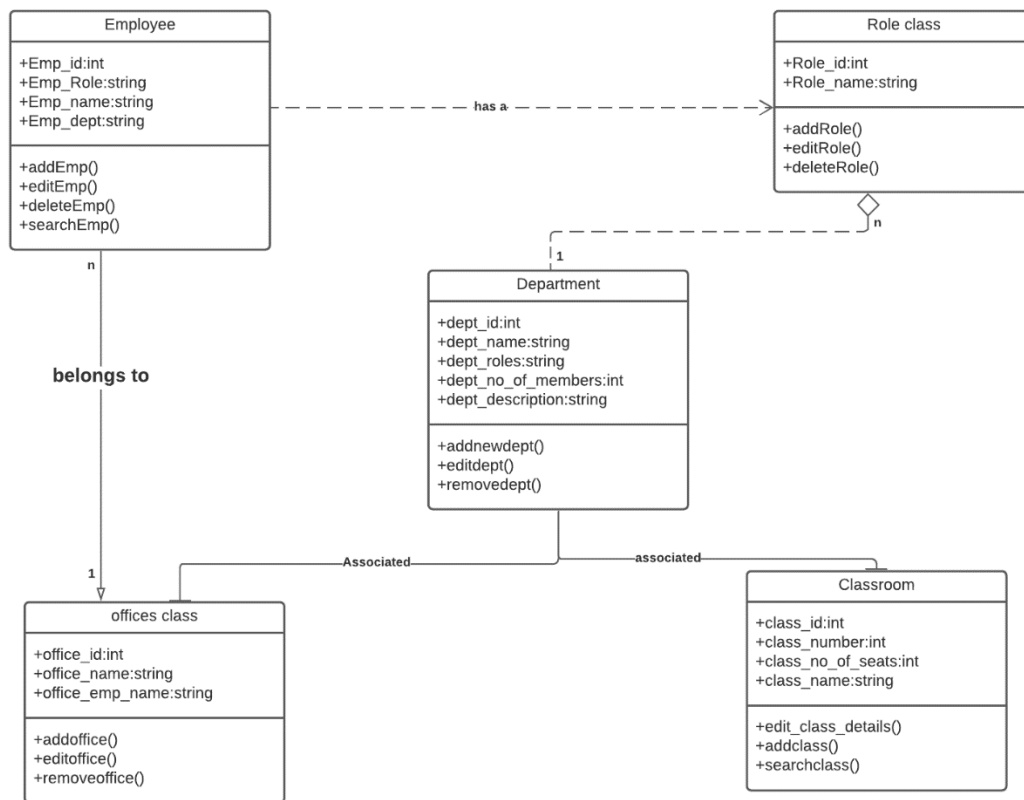 Employee
+Emp_id:int
+Emp_Role:string
+Emp_name:string
+Emp_dept:string
+addEmp()
+editEmp()
+deleteEmp()
+searchEmp()
has a
Role class
+Role_id:int
+Role_name:string
+addRole()
+editRole()
+deleteRole()
n
1
n
belongs to
1
Department
+dept_id:int
+dept_name:string
+dept_roles:string
+dept_no_of_members:int
+dept_description:string
+addnewdept()
+editdept()
+removedept()
Associated
associated
offices class
+office_id:int
+office_name:string
+office_emp_name:string
+addoffice()
+editoffice()
+removeoffice()
Classroom
+class_id:int
+class_number:int
+class_no_of_seats:int
+class_name:string
+edit_class_details()
+addclass()
+searchclass()